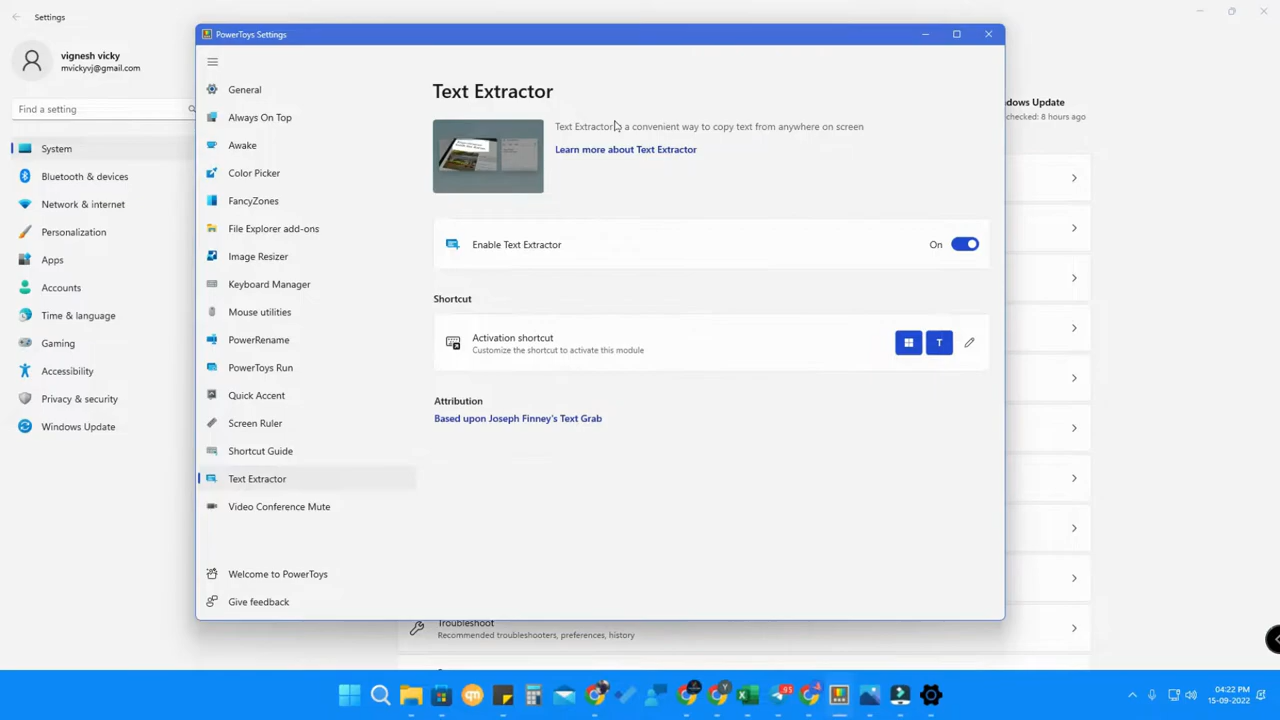 Settings
vignesh vicky
mvickyvj@gmail.com
Find a setting
System
Bluetooth & devices
Network & internet
Personalization
Apps
Accounts
Time & language
Gaming
Accessibility
Privacy & security
Windows Update
PowerToys Settings
General
Always On Top
Awake
Color Picker
FancyZones
File Explorer add-ons
Image Resizer
Keyboard Manager
Mouse utilities
PowerRename
PowerToys Run
Quick Accent
Screen Ruler
Shortcut Guide
Text Extractor
Video Conference Mute
Welcome to PowerToys
Give feedback
Text Extractor
Text Extractor a convenient way to copy text from anywhere on screen
Learn more about Text Extractor
Enable Text Extractor
On
Shortcut
Activation shortcut
Customize the shortcut to activate this module
T
Attribution
Based upon Joseph Finney's Text Grab
dows Update
checked: 8 hours ago
Troubleshoot
Recommended troubleshooters, preferences, history
95
04:22 PM
15-09-2022